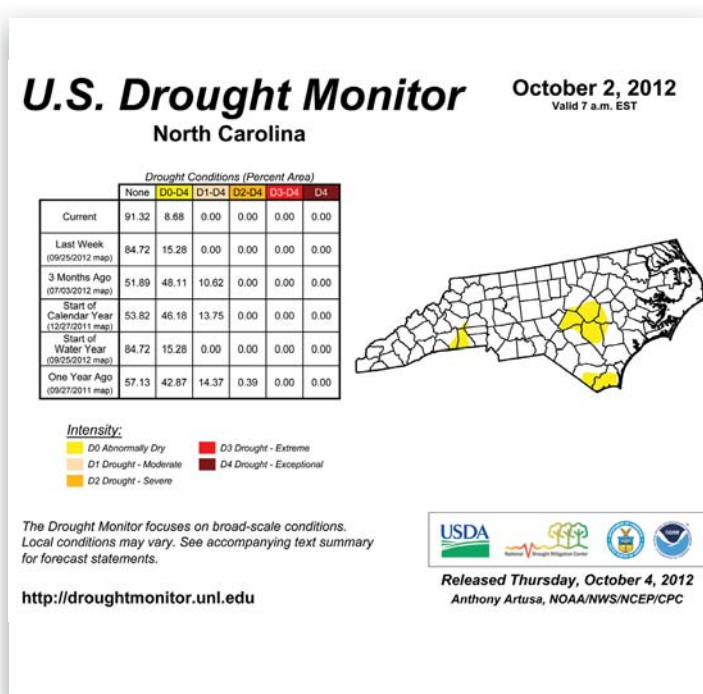 U.S. Drought Monitor
North Carolina
October 2, 2012
Valid 7 a.m. EST
Drought Conditions (Percent Area)
None D0-D4 D1-D4 D2-D4 D3-D4 D4
Current 91.32 8.68 0.00 0.00 0.00 0.00
Last Week
(09/25/2012 map) 84.72 15.28 0.00 0.00 0.00 0.00
3 Months Ago
(07/03/2012 map) 51.89 48.11 10.62 0.00 0.00 0.00
Start of
Calendar Year
(12/27/2011 map) 53.82 46.18 13.75 0.00 0.00 0.00
Start of
Water Year
(09/25/2012 map) 84.72 15.28 0.00 0.00 0.00 0.00
One Year Ago
(09/27/2011 map) 57.13 42.87 14.37 0.39 0.00 0.00
Intensity:
D0 Abnormally Dry
D1 Drought - Moderate
D2 Drought - Severe
D3 Drought - Extreme
D4 Drought - Exceptional
The Drought Monitor focuses on broad-scale conditions.
Local conditions may vary. See accompanying text summary
for forecast statements.
http://droughtmonitor.unl.edu
USDA
National Drought Mitigation Center
Released Thursday, October 4, 2012
Anthony Artusa, NOAA/NWS/NCEP/CPC